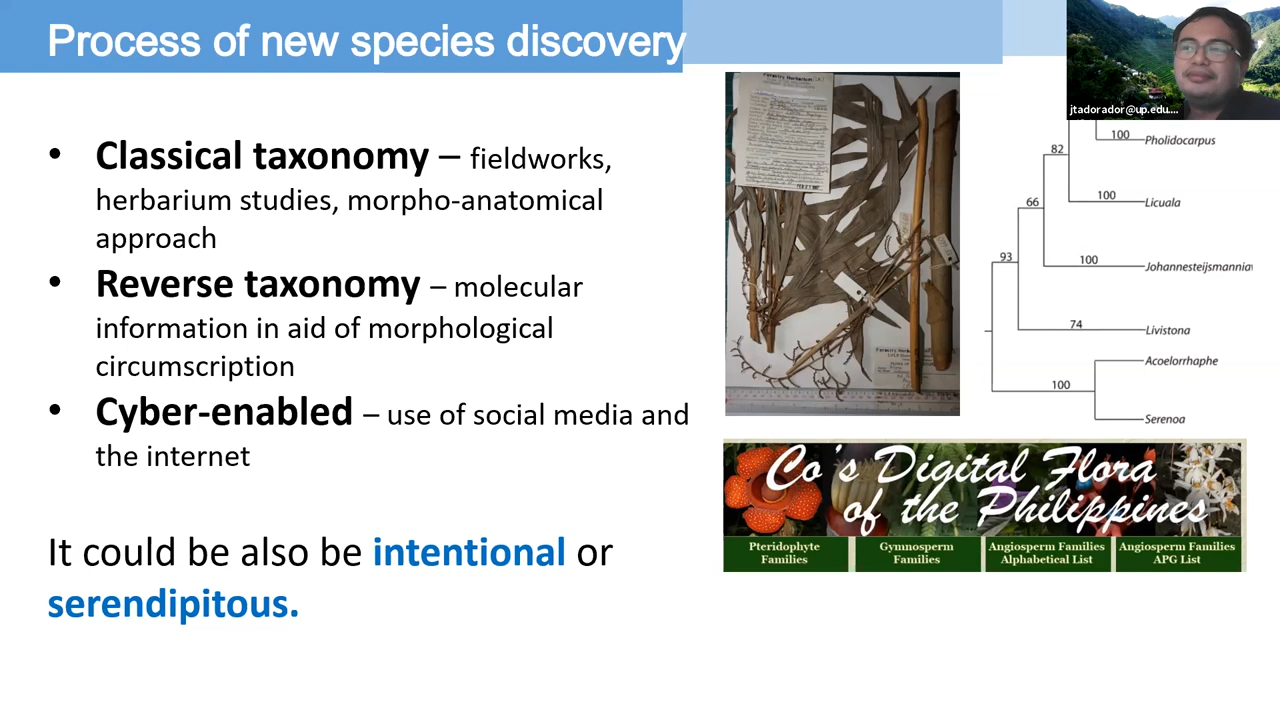 Process of new species discovery
jtadorador@up.edu....
• Classical taxonomy – fieldworks,
herbarium studies, morpho-anatomical
approach
• Reverse taxonomy – molecular
information in aid of morphological
circumscription
• Cyber-enabled – use of social media and
the internet
It could be also be intentional or
serendipitous.
100
Pholidocarpus
82
100
Licuala
66
100
Johannesteijsmannia
93
74
Livistona
Acoelorrhaphe
100
Serenoa
Co's Digital Flora
of the Philippines
Pteridophyte
Families
Gymnosperm
Families
Angiosperm Families
Alphabetical List
Angiosperm Families
APG List